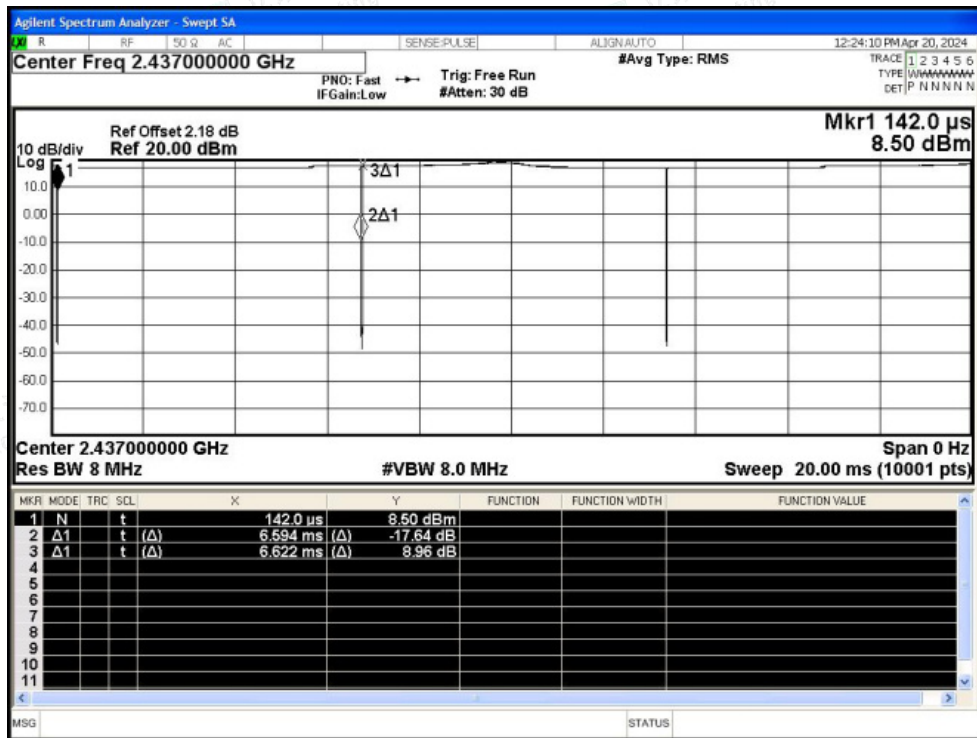 Agilent Spectrum Analyzer - Swept SA
LXI R RF 50 Ω AC SENSE:PULSE ALIGNAUTO 12:24:10 PM Apr 20, 2024
Center Freq 2.437000000 GHz
#Avg Type: RMS
TRACE 1 2 3 4 5 6
PNO: Fast Trig: Free Run
TYPE WWWWWW
IFGain:Low #Atten: 30 dB
DET P N N N N N
Mkr1 142.0 µs
8.50 dBm
Ref Offset 2.18 dB
10 dB/div Ref 20.00 dBm
Log
1
3Δ1
10.0
0.00
2Δ1
-10.0
-20.0
-30.0
-40.0
-50.0
-60.0
-70.0
Center 2.437000000 GHz Span 0 Hz
Res BW 8 MHz #VBW 8.0 MHz Sweep 20.00 ms (10001 pts)
MKR MODE TRC SCL X Y FUNCTION FUNCTION WIDTH FUNCTION VALUE
1 N t 142.0 µs 8.50 dBm
2 Δ1 t (Δ) 6.594 ms (Δ) -17.64 dB
3 Δ1 t (Δ) 6.622 ms (Δ) 8.96 dB
4
5
6
7
8
9
10
11
MSG STATUS